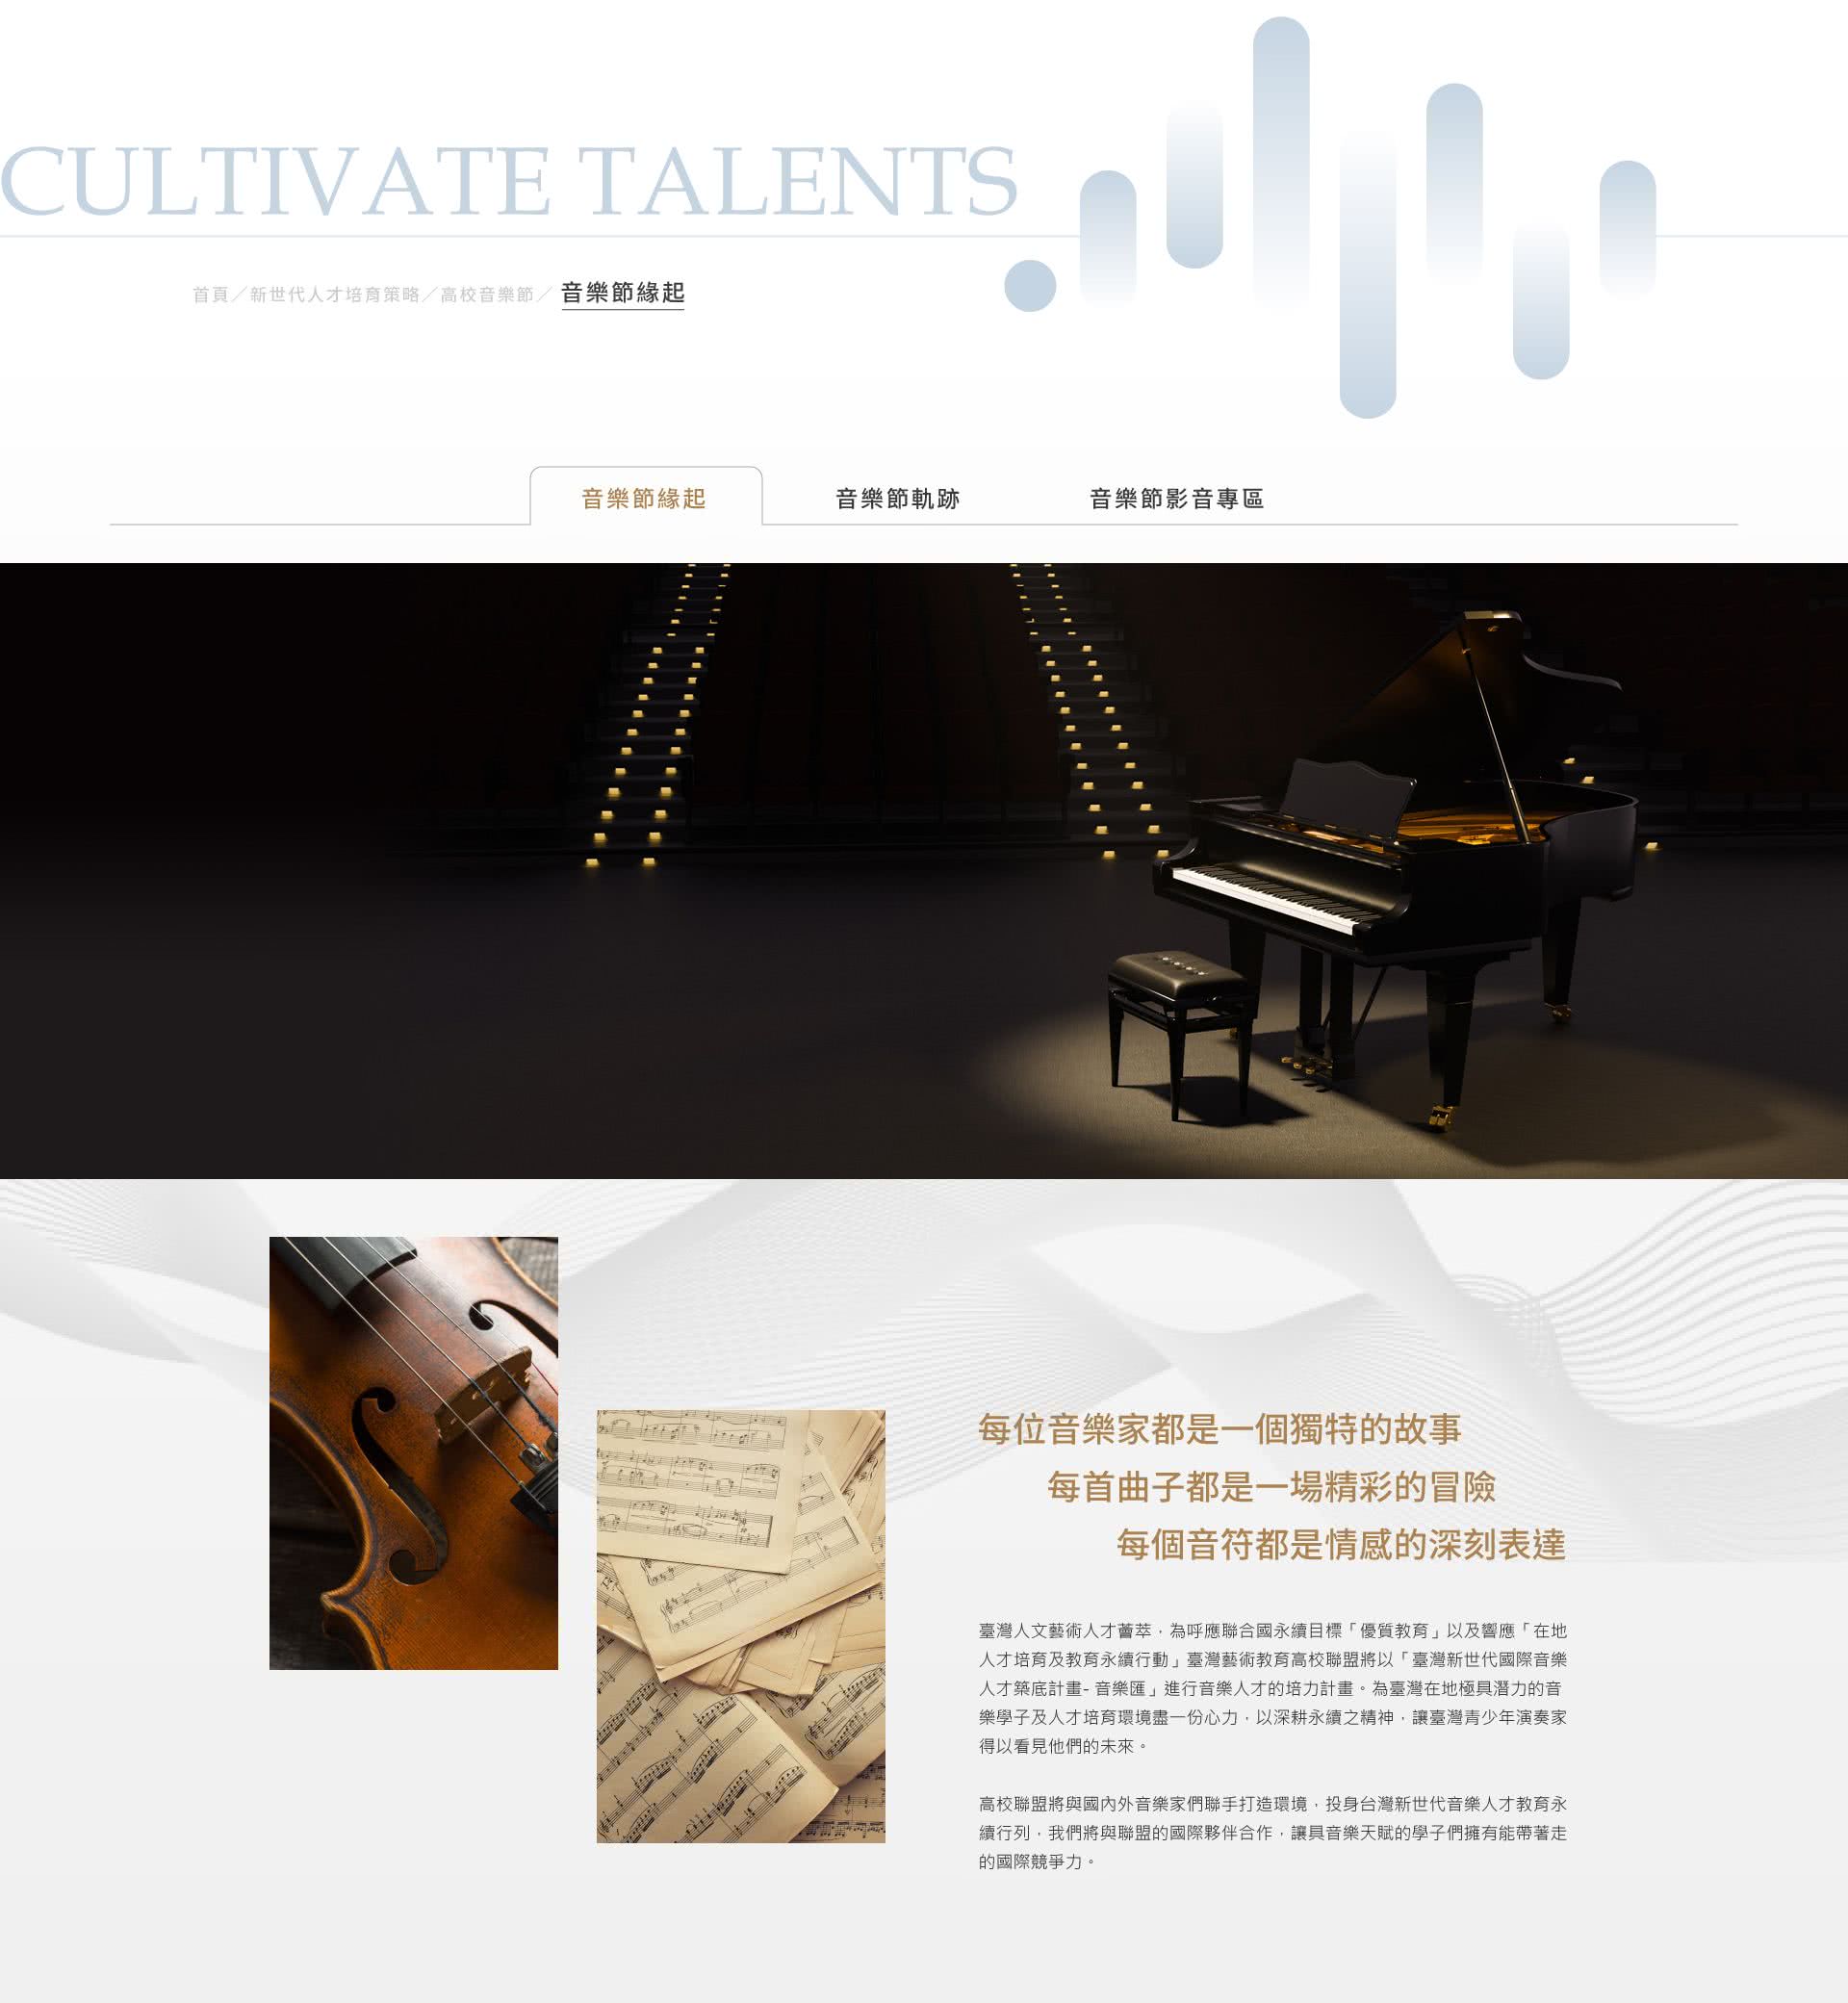 CULTIVATE TALENTS
首頁／新世代人才培育策略／高校音樂節／ 音樂節緣起
音樂節緣起 音樂節軌跡 音樂節影音專區
每位音樂家都是一個獨特的故事
每首曲子都是一場精彩的冒險
每個音符都是情感的深刻表達
臺灣人文藝術人才薈萃，為呼應聯合國永續目標「優質教育」以及響應「在地
人才培育及教育永續行動」臺灣藝術教育高校聯盟將以「臺灣新世代國際音樂
人才築底計畫- 音樂匯」進行音樂人才的培力計畫。為臺灣在地極具潛力的音
樂學子及人才培育環境盡一份心力，以深耕永續之精神，讓臺灣青少年演奏家
得以看見他們的未來。
高校聯盟將與國內外音樂家們聯手打造環境，投身台灣新世代音樂人才教育永
續行列，我們將與聯盟的國際夥伴合作，讓具音樂天賦的學子們擁有能帶著走
的國際競爭力。